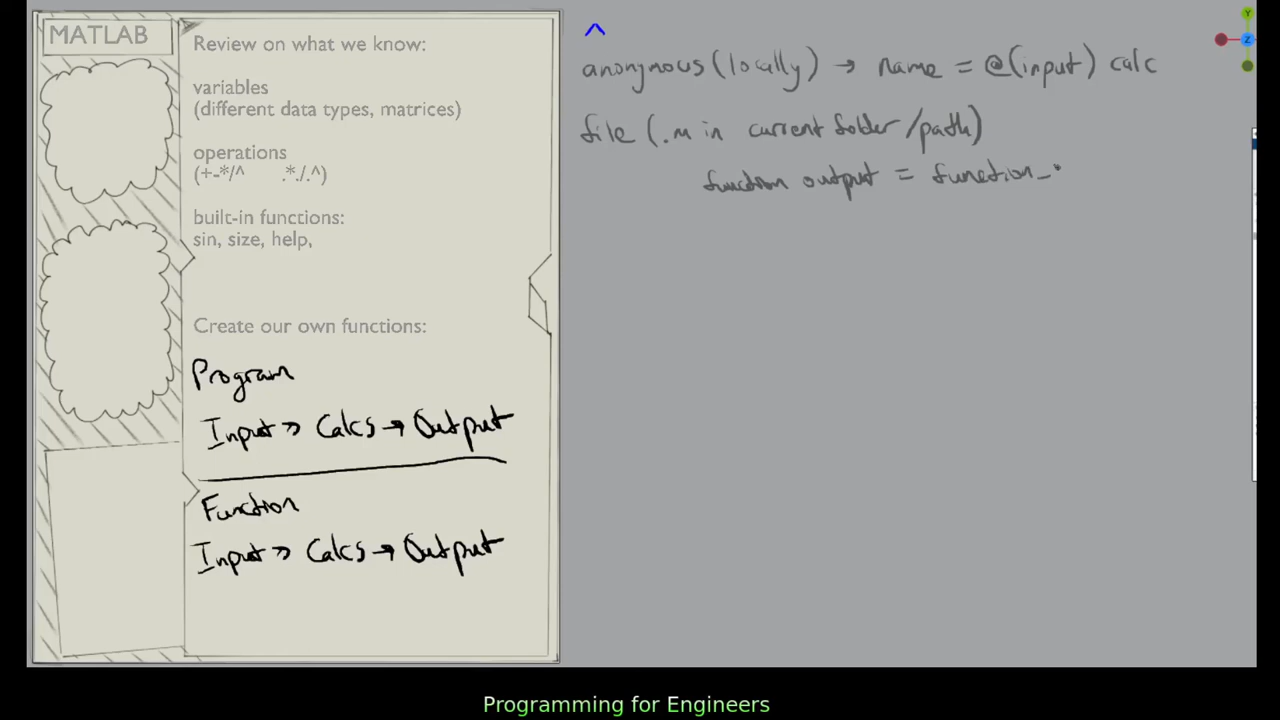 MATLAB
Review on what we know:
variables
(different data types, matrices)
operations
(+-*/^ .*./.^)
built-in functions:
sin, size, help,
Create our own functions:
Program
Input → Calcs → Output
Function
Input → Calcs → Output
^
anonymous (locally) → name = @(input) calc
file (.m in current folder/path)
function output = function_
Y
Z
Programming for Engineers